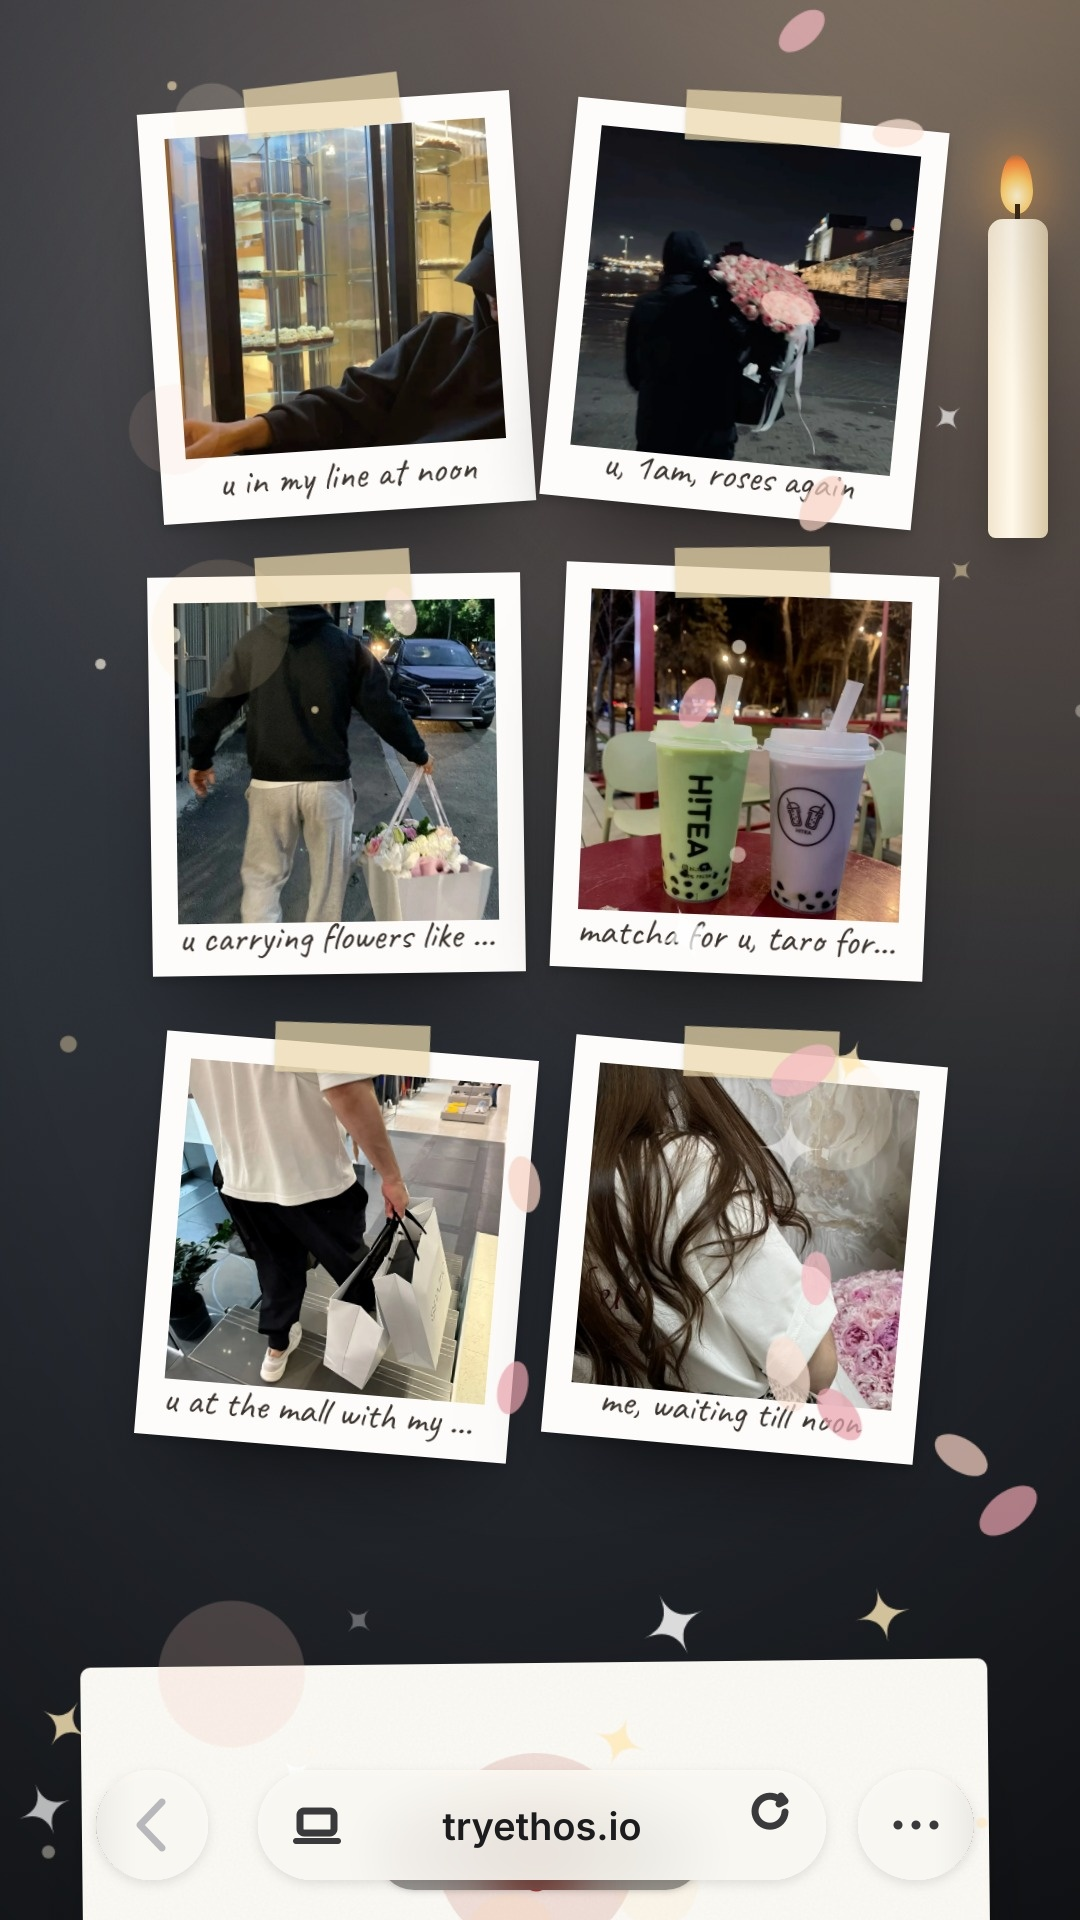 u in my line at noon
u, 1am, roses again
u carrying flowers like ...
H!TEA
HITEA
matcha for u, taro for...
u at the mall with my ...
me, waiting till noon
tryethos.io